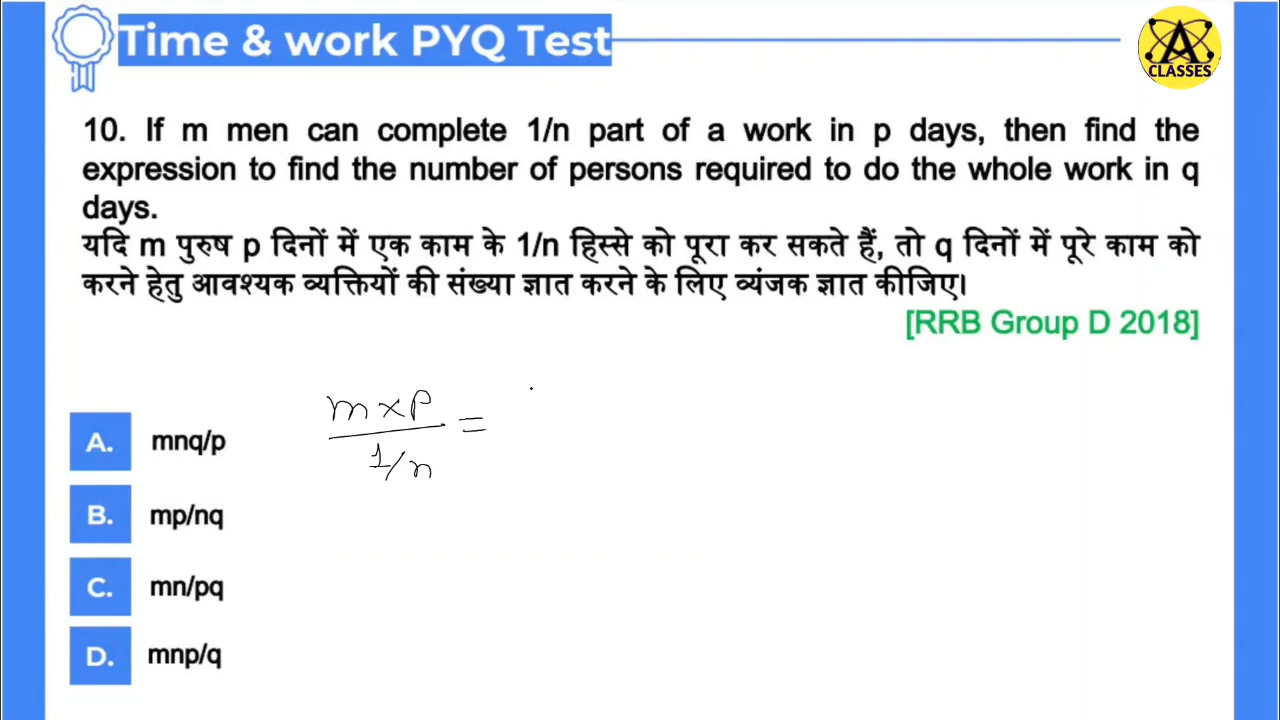 Time & work PYQ Test
A
CLASSES
10. If m men can complete 1/n part of a work in p days, then find the
expression to find the number of persons required to do the whole work in q
days.
यदि m पुरुष p दिनों में एक काम के 1/n हिस्से को पूरा कर सकते हैं, तो q दिनों में पूरे काम को
करने हेतु आवश्यक व्यक्तियों की संख्या ज्ञात करने के लिए व्यंजक ज्ञात कीजिए।
[RRB Group D 2018]
m×p
=
1/n
A. mnq/p
B. mp/nq
C. mn/pq
D. mnp/q